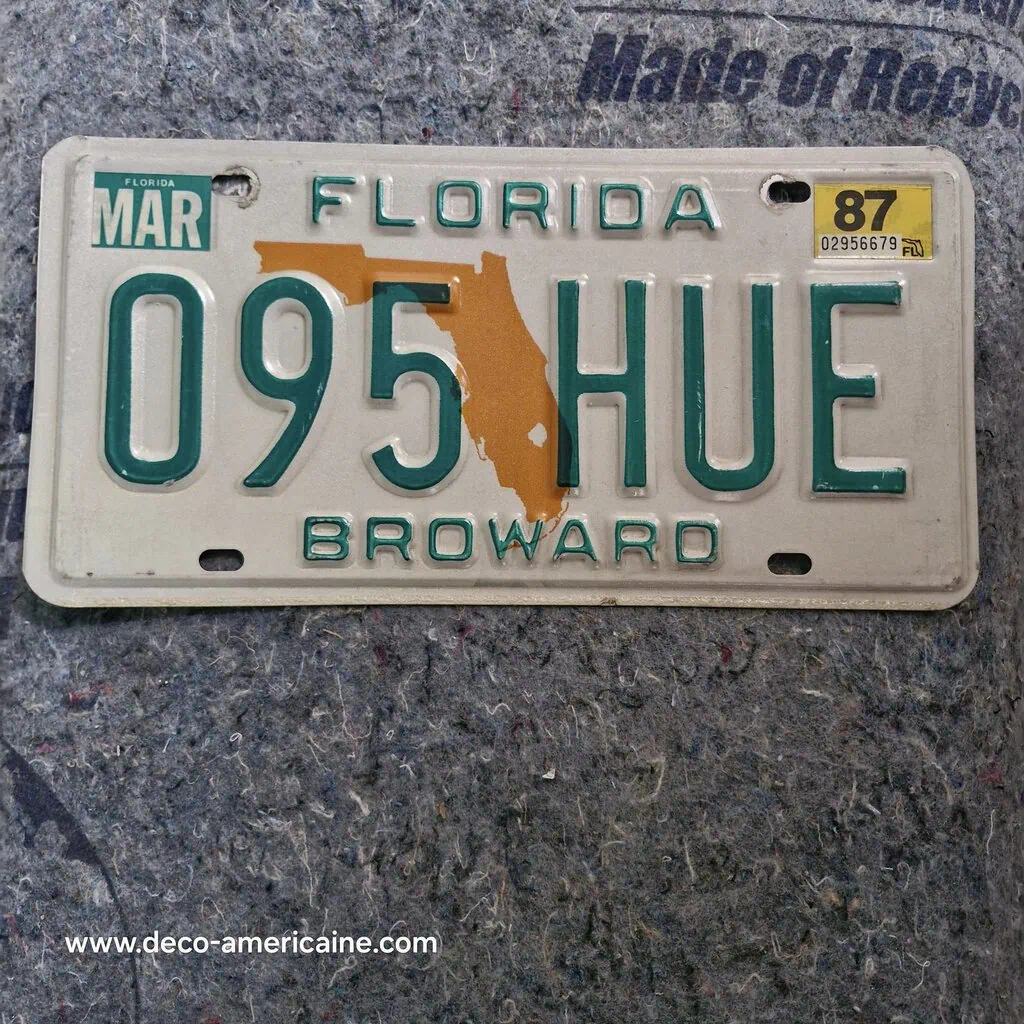 Made of Recyc
FLORIDA
MAR
FLORIDA
87
02956679 FL
095 HUE
BROWARD
www.deco-americaine.com